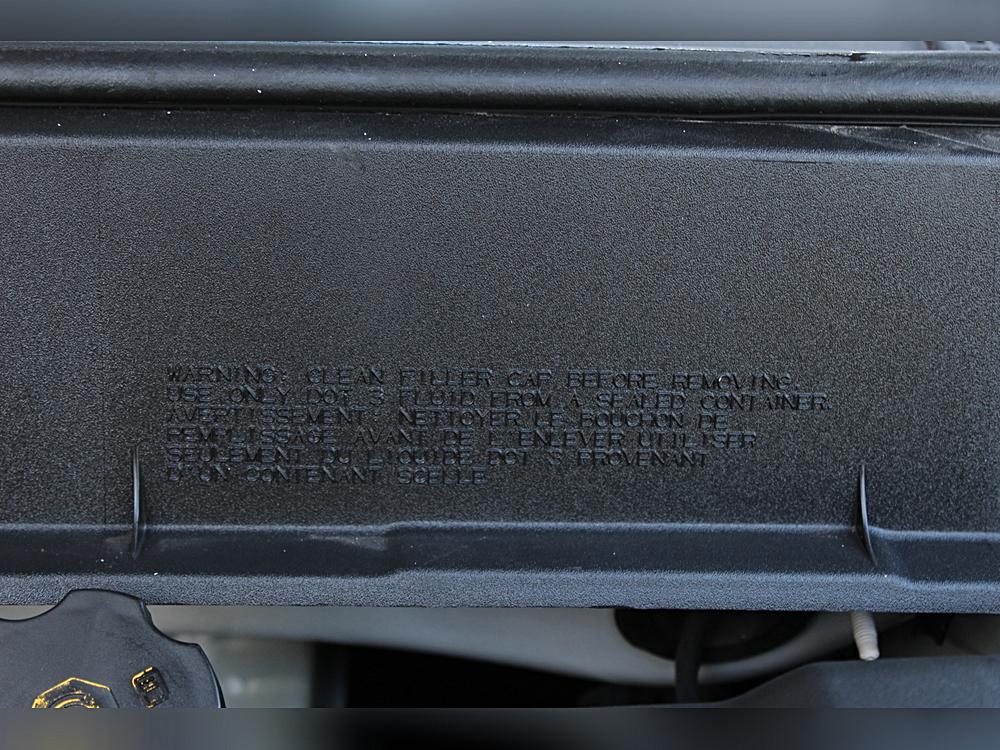 WARNING: CLEAN FILLER CAP BEFORE REMOVING.
USE ONLY DOT 3 FLUID FROM A SEALED CONTAINER.
AVERTISSEMENT: NETTOYER LE BOUCHON DE
REMPLISSAGE AVANT DE L'ENLEVER UTILISER
SEULEMENT DU LIQUIDE DOT 3 PROVENANT
D'UN CONTENANT SCELLE